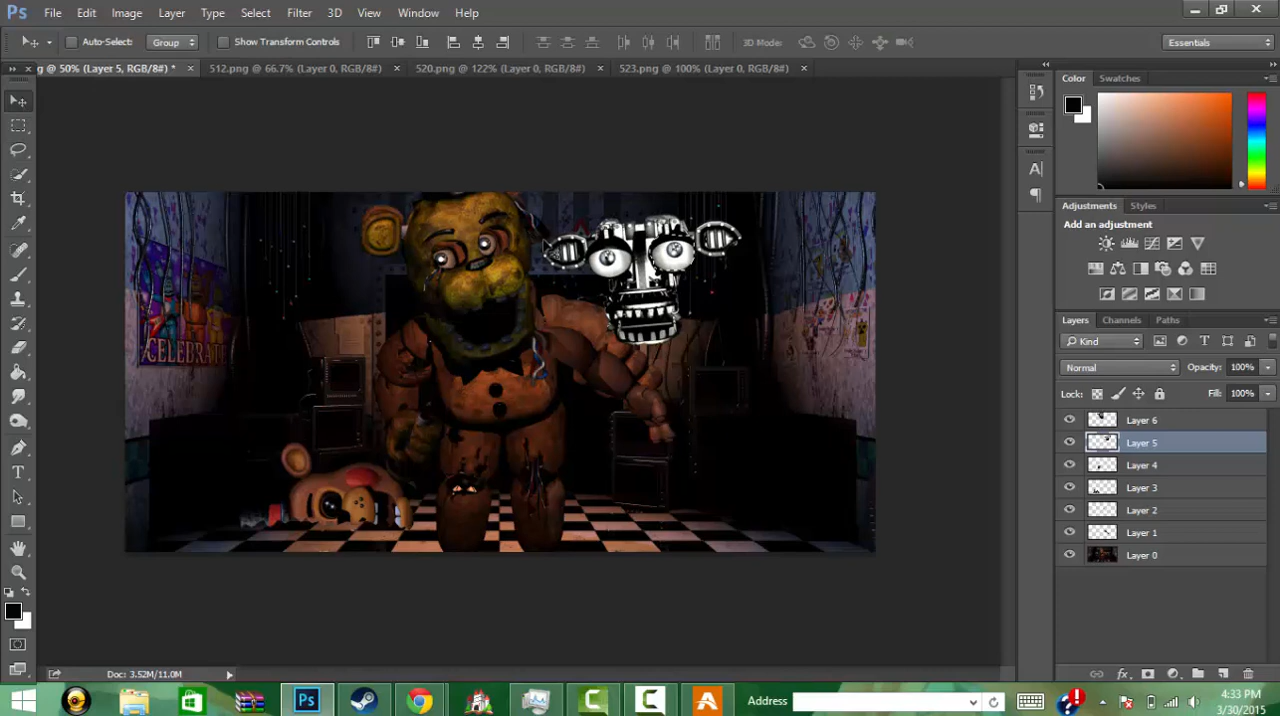 Ps File Edit Image Layer Type Select Filter 3D View Window Help
Auto-Select: Group Show Transform Controls 3D Mode: Essentials
g @ 50% (Layer 5, RGB/8#) * × 512.png @ 66.7% (Layer 0, RGB/8#) × 520.png @ 122% (Layer 0, RGB/8#) × 523.png @ 100% (Layer 0, RGB/8#) ×
Color Swatches
Adjustments Styles
Add an adjustment
Layers Channels Paths
Kind
Normal Opacity: 100%
Lock: Fill: 100%
Layer 6
Layer 5
Layer 4
Layer 3
Layer 2
Layer 1
Layer 0
CELEBRATE
Doc: 3.52M/11.0M
Address
4:33 PM
3/30/2015